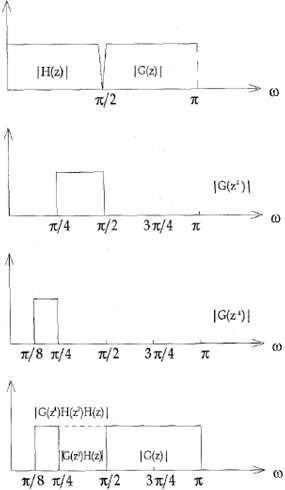 |H(z)| |G(z)|
π/2 π ω
|G(z²)|
π/4 π/2 3π/4 π ω
|G(z⁴)|
π/8 π/4 π/2 3π/4 π ω
|G(z⁴)H(z²)H(z)|
|G(z²)H(z)| |G(z)|
π/8 π/4 π/2 3π/4 π ω